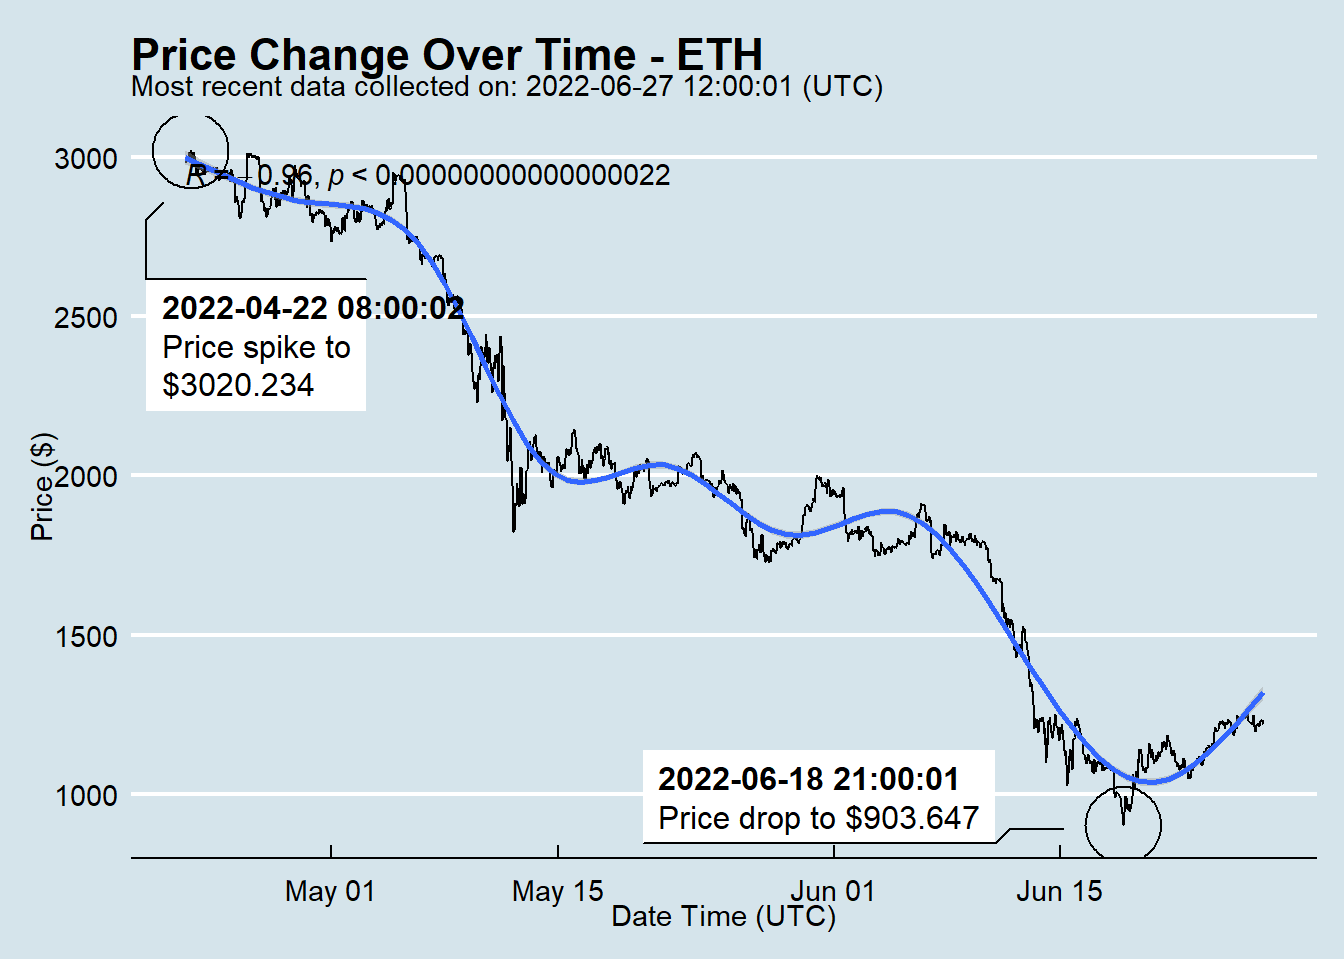 Price Change Over Time - ETH
Most recent data collected on: 2022-06-27 12:00:01 (UTC)
3000
R = −0.96, p < 0.00000000000000022
2022-04-22 08:00:02
Price spike to
$3020.234
2500
Price ($)
2000
1500
1000
2022-06-18 21:00:01
Price drop to $903.647
May 01
May 15
Jun 01
Jun 15
Date Time (UTC)